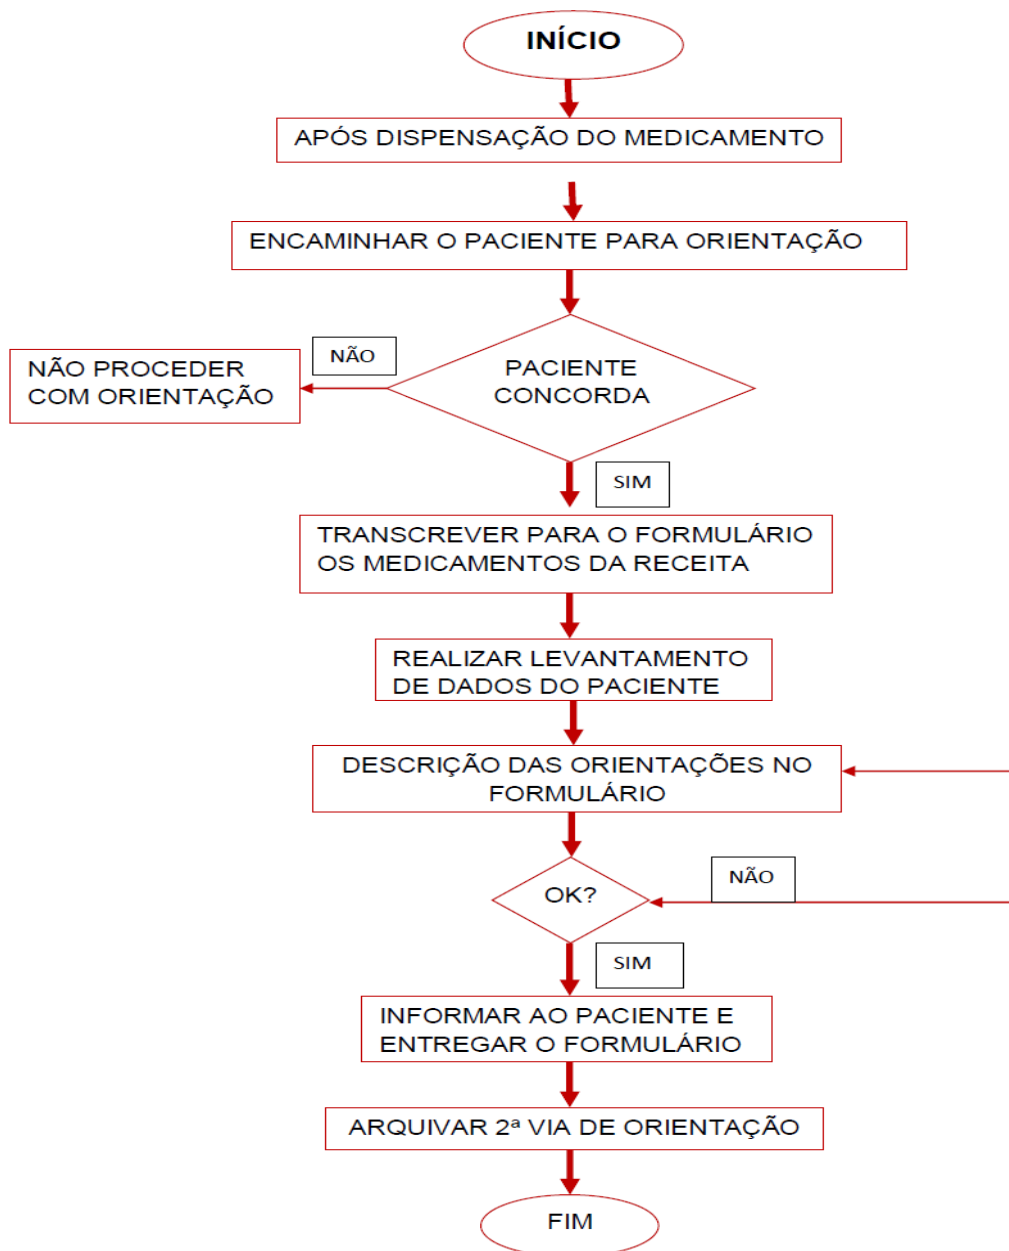 INÍCIO
APÓS DISPENSAÇÃO DO MEDICAMENTO
ENCAMINHAR O PACIENTE PARA ORIENTAÇÃO
PACIENTE
CONCORDA
NÃO
NÃO PROCEDER
COM ORIENTAÇÃO
SIM
TRANSCREVER PARA O FORMULÁRIO
OS MEDICAMENTOS DA RECEITA
REALIZAR LEVANTAMENTO
DE DADOS DO PACIENTE
DESCRIÇÃO DAS ORIENTAÇÕES NO
FORMULÁRIO
OK?
NÃO
SIM
INFORMAR AO PACIENTE E
ENTREGAR O FORMULÁRIO
ARQUIVAR 2ª VIA DE ORIENTAÇÃO
FIM